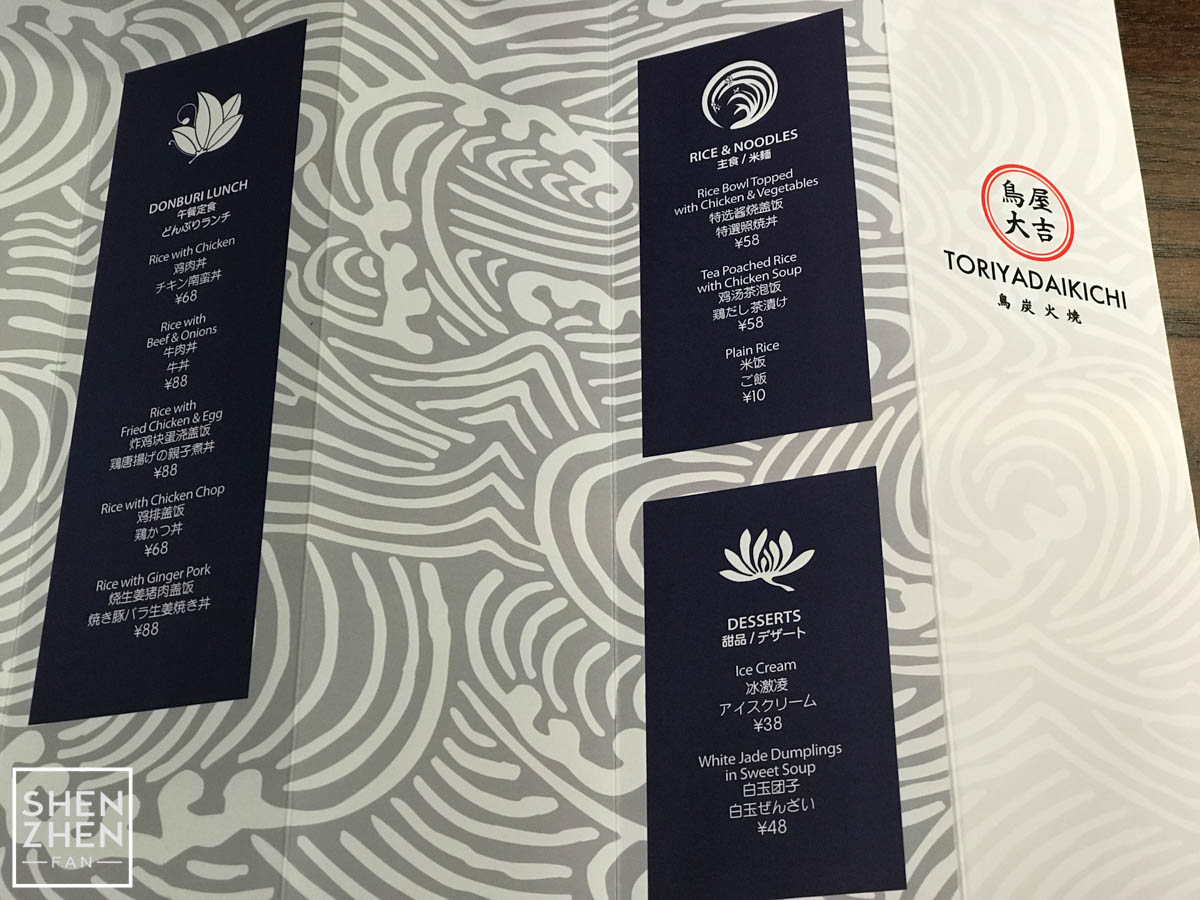 DONBURI LUNCH
午餐定食
どんぶりランチ
Rice with Chicken
鸡肉丼
チキン南蛮丼
¥68
Rice with
Beef & Onions
牛肉丼
牛丼
¥88
Rice with
Fried Chicken & Egg
炸鸡块蛋浇盖饭
鶏唐揚げの親子煮丼
¥88
Rice with Chicken Chop
鸡排盖饭
鶏かつ丼
¥68
Rice with Ginger Pork
烧生姜猪肉盖饭
焼き豚バラ生姜焼き丼
¥88
RICE & NOODLES
主食 / 米麺
Rice Bowl Topped
with Chicken & Vegetables
特选酱烧盖饭
特選照焼丼
¥58
Tea Poached Rice
with Chicken Soup
鸡汤茶泡饭
鶏だし茶漬け
¥58
Plain Rice
米饭
ご飯
¥10
DESSERTS
甜品 / デザート
Ice Cream
冰激凌
アイスクリーム
¥38
White Jade Dumplings
in Sweet Soup
白玉团子
白玉ぜんざい
¥48
鳥屋
大吉
TORIYADAIKICHI
鳥炭火焼
SHEN
ZHEN
FAN